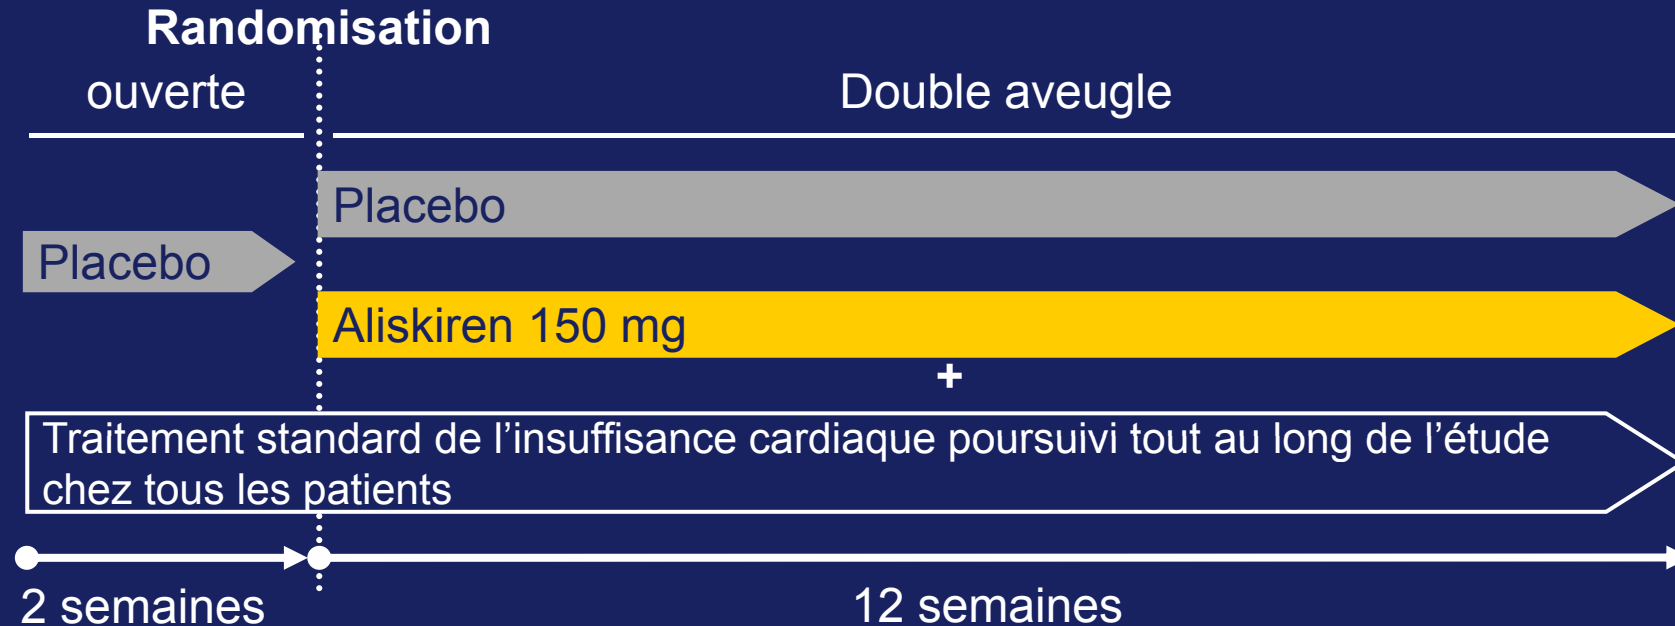 Randomisation
ouverte
Double aveugle
Placebo
Placebo
Aliskiren 150 mg
+
Traitement standard de l’insuffisance cardiaque poursuivi tout au long de l’étude
chez tous les patients
2 semaines
12 semaines